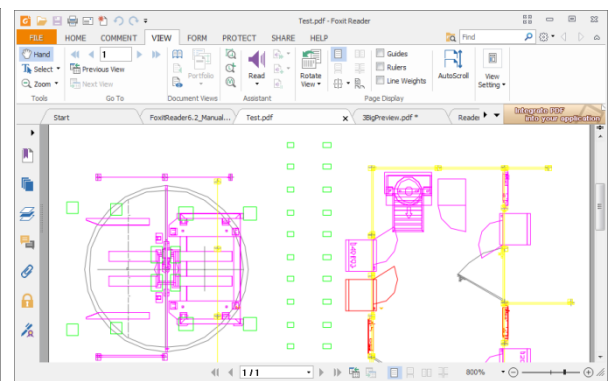 Test.pdf - Foxit Reader
FILE HOME COMMENT VIEW FORM PROTECT SHARE HELP Find
Hand 1 Guides
Select Previous View Rulers
Zoom Next View Portfolio Read Rotate View Line Weights AutoScroll View Setting
Tools Go To Document Views Assistant Page Display
Start FoxitReader6.2_Manual... Test.pdf x 3BigPreview.pdf * Reader
Integrate PDF
into your application
1 / 1 800%